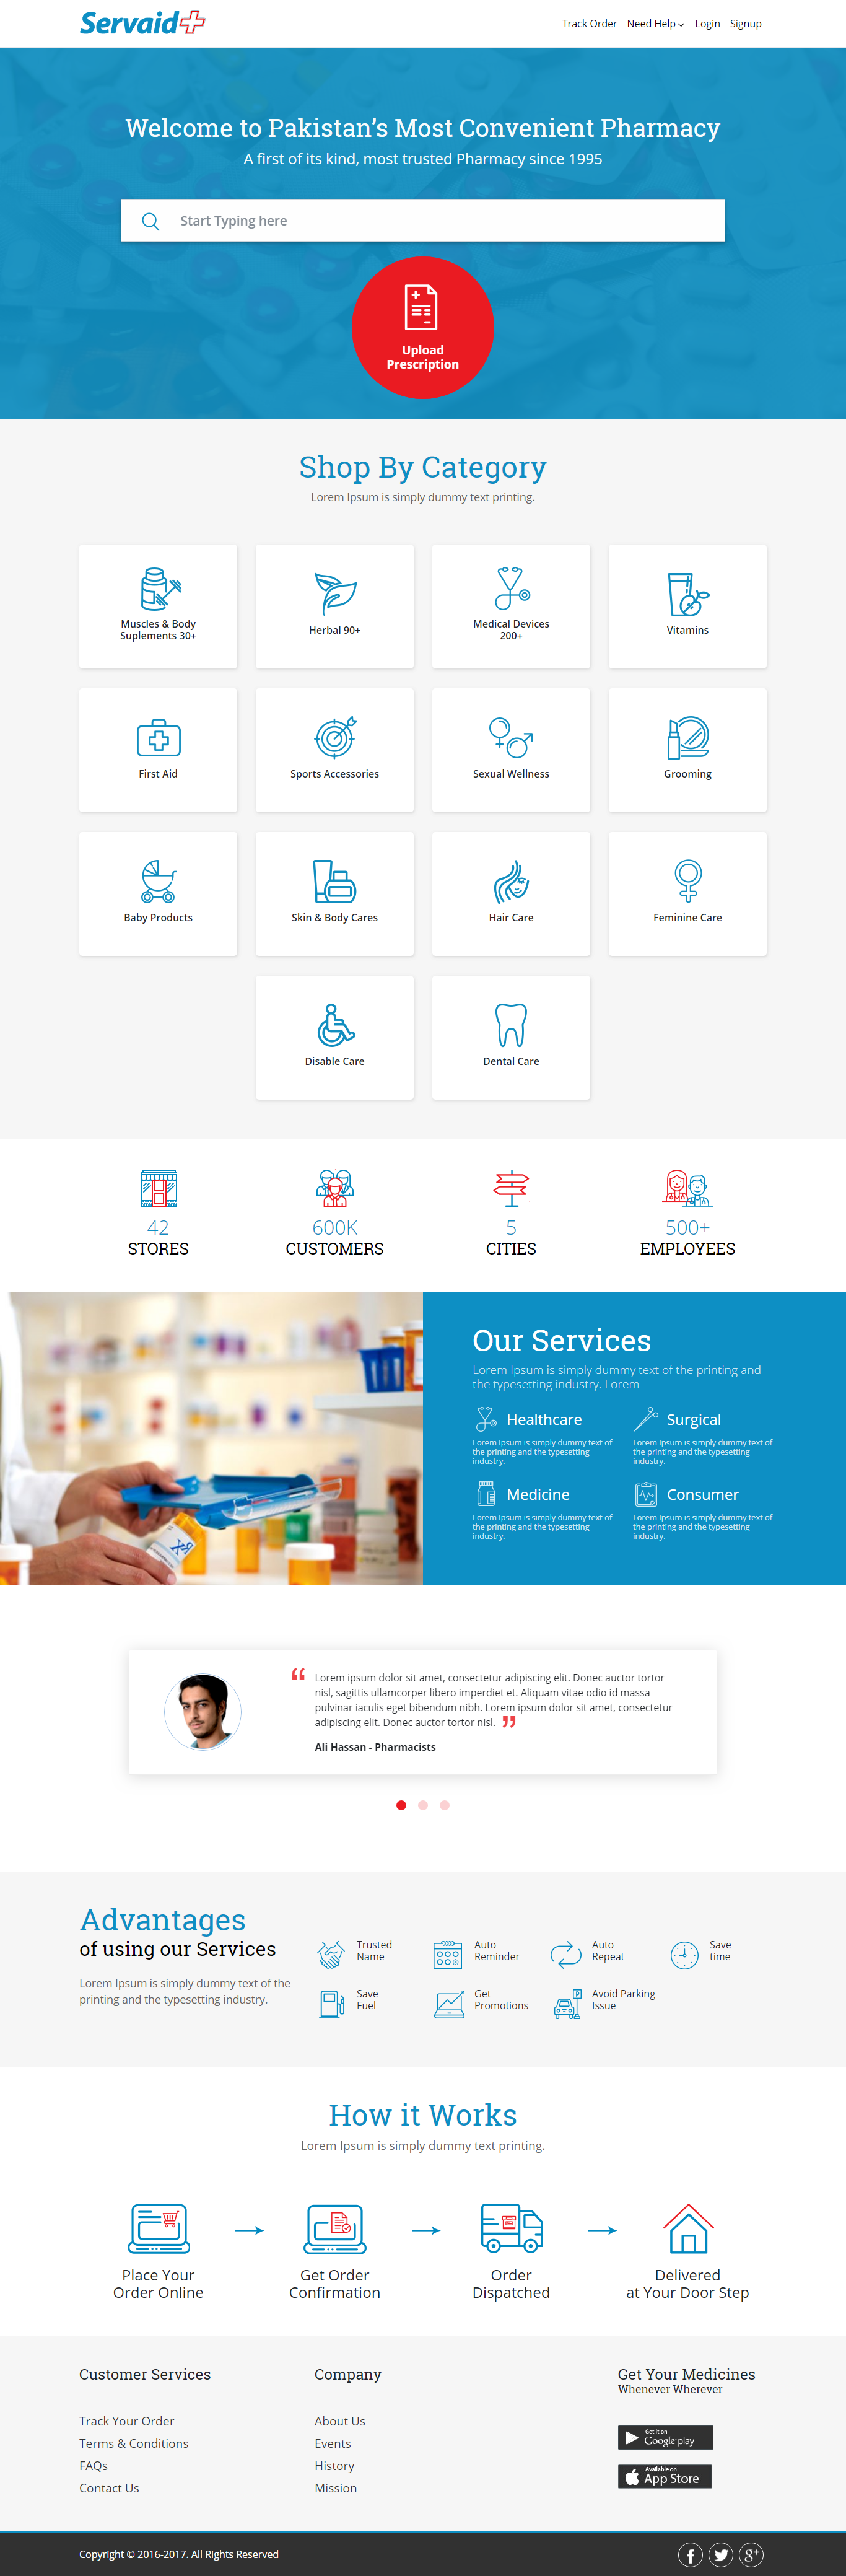 Servaid
Track Order Need Help Login Signup
Welcome to Pakistan's Most Convenient Pharmacy
A first of its kind, most trusted Pharmacy since 1995
Start Typing here
Upload
Prescription
Shop By Category
Lorem Ipsum is simply dummy text printing.
Muscles & Body
Suplements 30+
Herbal 90+
Medical Devices
200+
Vitamins
First Aid
Sports Accessories
Sexual Wellness
Grooming
Baby Products
Skin & Body Cares
Hair Care
Feminine Care
Disable Care
Dental Care
42
STORES
600K
CUSTOMERS
5
CITIES
500+
EMPLOYEES
Rx
Our Services
Lorem Ipsum is simply dummy text of the printing and
the typesetting industry. Lorem
Healthcare
Lorem Ipsum is simply dummy text of
the printing and the typesetting
industry.
Surgical
Lorem Ipsum is simply dummy text of
the printing and the typesetting
industry.
Medicine
Lorem Ipsum is simply dummy text of
the printing and the typesetting
industry.
Consumer
Lorem Ipsum is simply dummy text of
the printing and the typesetting
industry.
“ Lorem ipsum dolor sit amet, consectetur adipiscing elit. Donec auctor tortor
nisl, sagittis ullamcorper libero imperdiet et. Aliquam vitae odio id massa
pulvinar iaculis eget bibendum nibh. Lorem ipsum dolor sit amet, consectetur
adipiscing elit. Donec auctor tortor nisl. ”
Ali Hassan - Pharmacists
Advantages
of using our Services
Lorem Ipsum is simply dummy text of the
printing and the typesetting industry.
Trusted
Name
Auto
Reminder
Auto
Repeat
Save
time
Save
Fuel
Get
Promotions
P
Avoid Parking
Issue
How it Works
Lorem Ipsum is simply dummy text printing.
Place Your
Order Online
Get Order
Confirmation
Order
Dispatched
Delivered
at Your Door Step
Customer Services
Track Your Order
Terms & Conditions
FAQs
Contact Us
Company
About Us
Events
History
Mission
Get Your Medicines
Whenever Wherever
Get it on
Google play
Available on
App Store
Copyright © 2016-2017. All Rights Reserved
f
g+